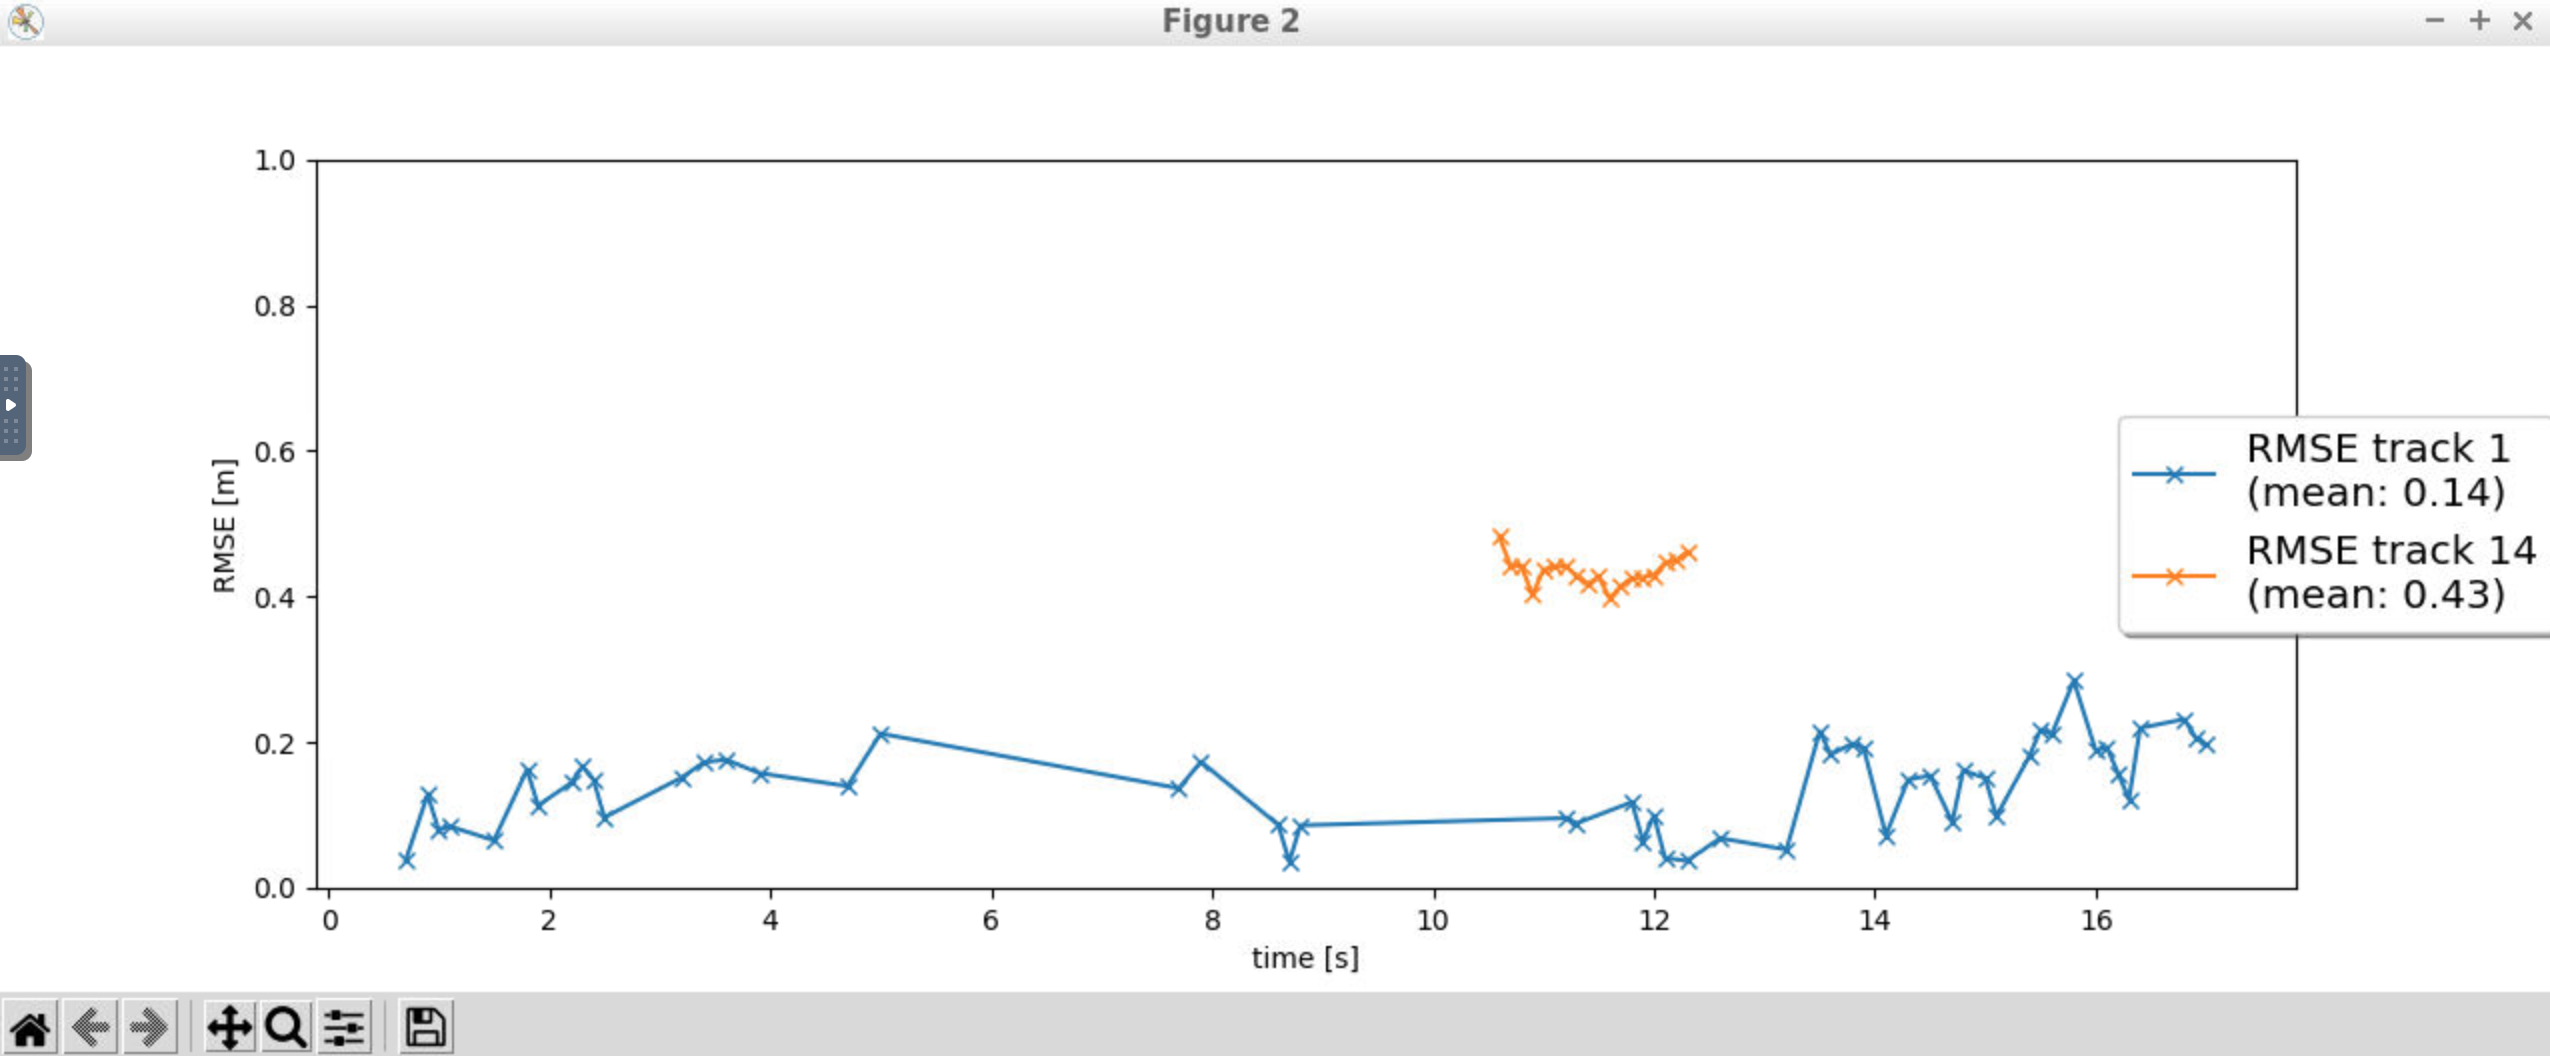 Figure 2
1.0
0.8
0.6
0.4
0.2
0.0
RMSE [m]
0 2 4 6 8 10 12 14 16
time [s]
RMSE track 1
(mean: 0.14)
RMSE track 14
(mean: 0.43)